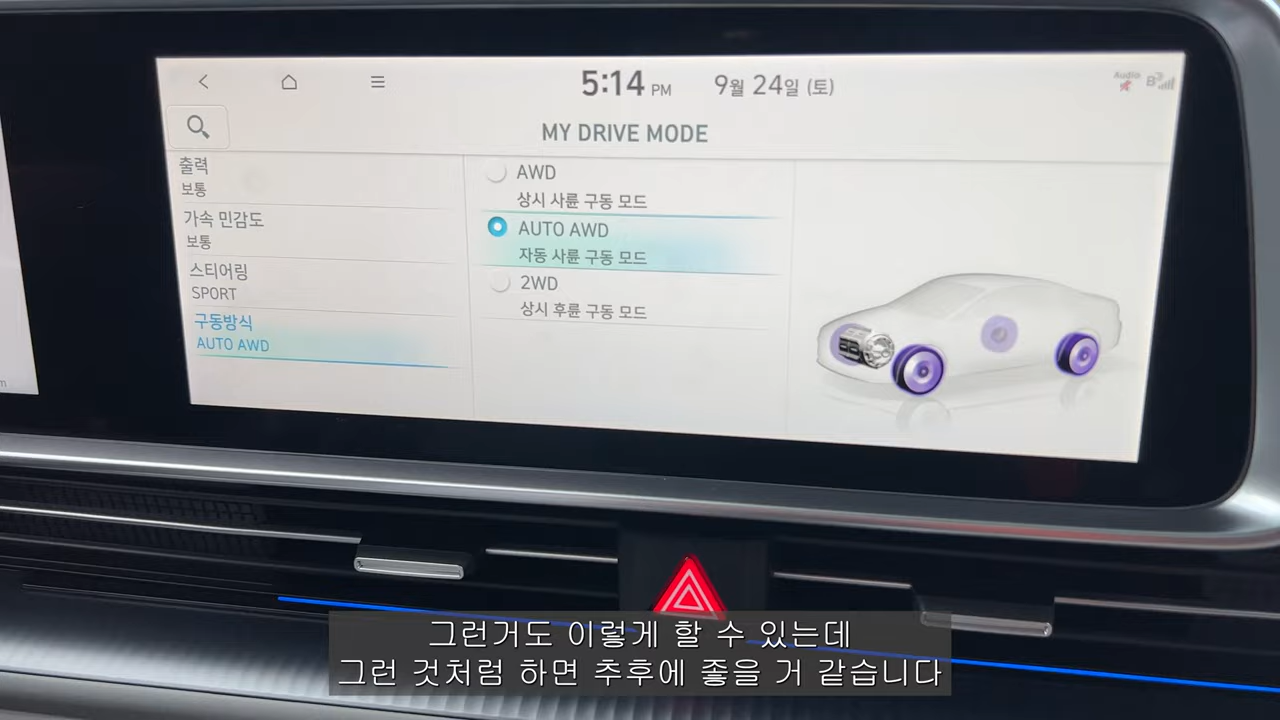 5:14 PM 9월 24일 (토)
Audio
MY DRIVE MODE
출력
보통
가속 민감도
보통
스티어링
SPORT
구동방식
AUTO AWD
AWD
상시 사륜 구동 모드
AUTO AWD
자동 사륜 구동 모드
2WD
상시 후륜 구동 모드
그런거도 이렇게 할 수 있는데
그런 것처럼 하면 추후에 좋을 거 같습니다